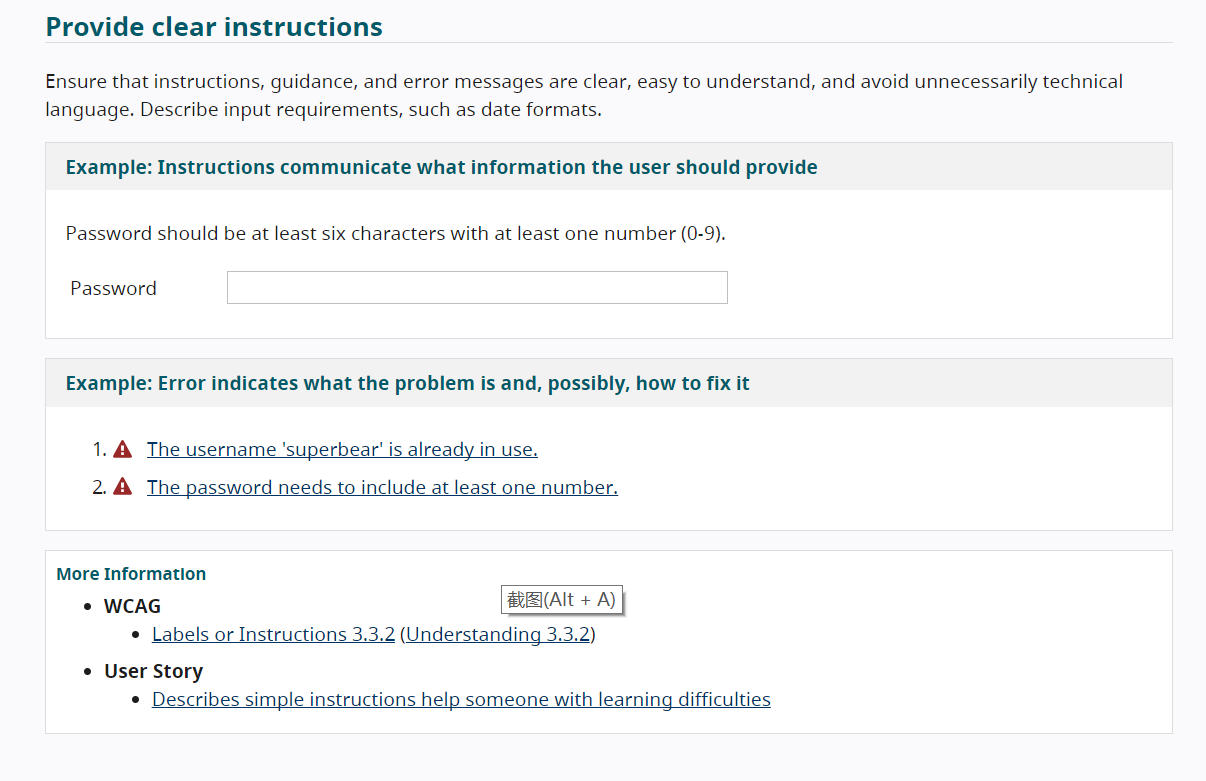 Provide clear instructions
Ensure that instructions, guidance, and error messages are clear, easy to understand, and avoid unnecessarily technical
language. Describe input requirements, such as date formats.
Example: Instructions communicate what information the user should provide
Password should be at least six characters with at least one number (0-9).
Password
Example: Error indicates what the problem is and, possibly, how to fix it
1. The username 'superbear' is already in use.
2. The password needs to include at least one number.
More Information
截图(Alt + A)
• WCAG
• Labels or Instructions 3.3.2 (Understanding 3.3.2)
• User Story
• Describes simple instructions help someone with learning difficulties